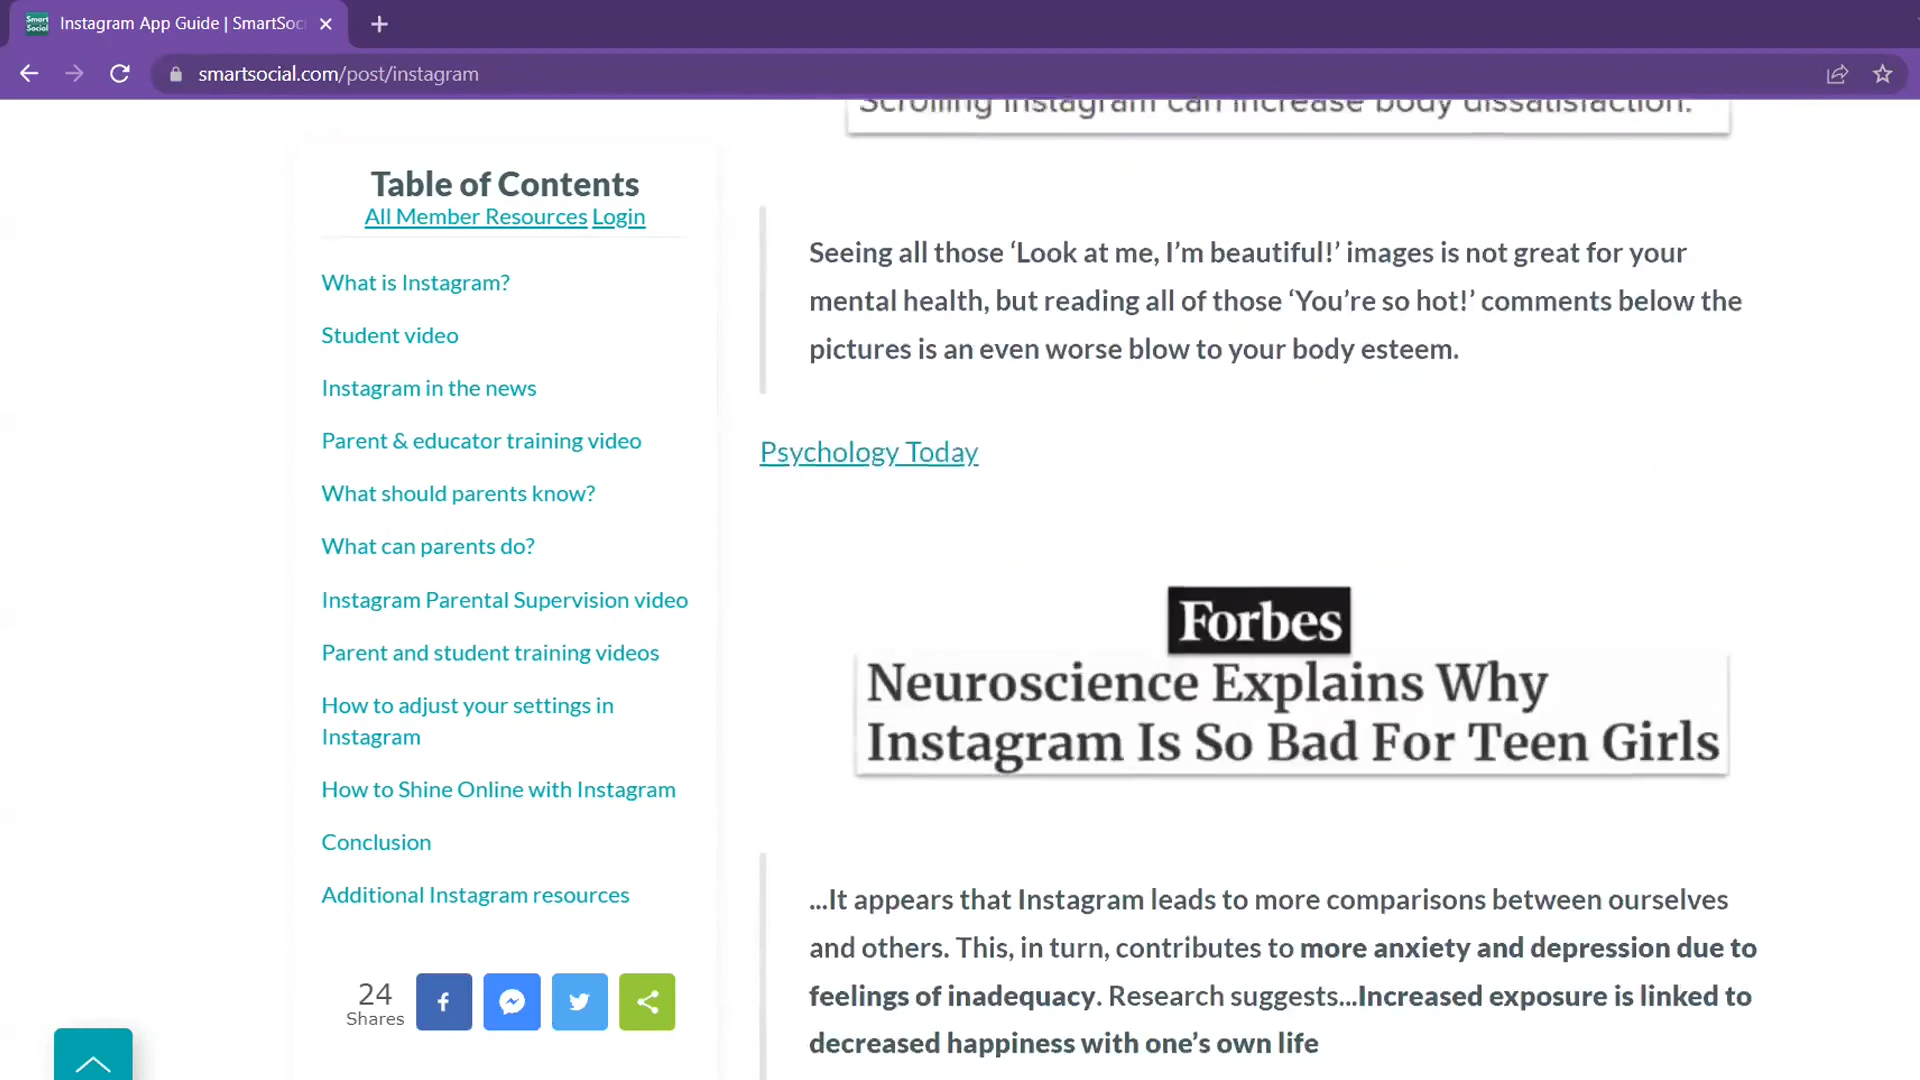 Smart
Social
Instagram App Guide | SmartSoc
smartsocial.com/post/instagram
Scrolling Instagram can increase body dissatisfaction.
Table of Contents
All Member Resources Login
What is Instagram?
Student video
Instagram in the news
Parent & educator training video
What should parents know?
What can parents do?
Instagram Parental Supervision video
Parent and student training videos
How to adjust your settings in
Instagram
How to Shine Online with Instagram
Conclusion
Additional Instagram resources
24
Shares
Seeing all those ‘Look at me, I’m beautiful!’ images is not great for your
mental health, but reading all of those ‘You’re so hot!’ comments below the
pictures is an even worse blow to your body esteem.
Psychology Today
Forbes
Neuroscience Explains Why
Instagram Is So Bad For Teen Girls
...It appears that Instagram leads to more comparisons between ourselves
and others. This, in turn, contributes to more anxiety and depression due to
feelings of inadequacy. Research suggests...Increased exposure is linked to
decreased happiness with one’s own life